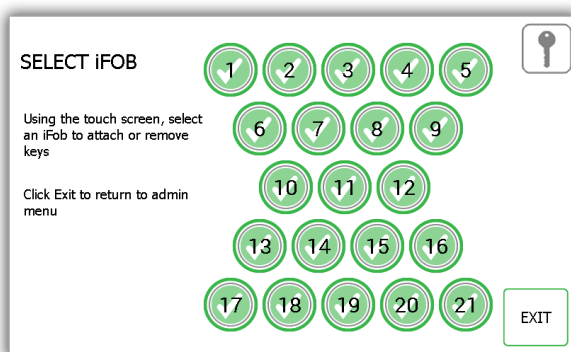 SELECT iFOB
1 2 3 4 5
Using the touch screen, select
an iFob to attach or remove
keys
6 7 8 9
Click Exit to return to admin
menu
10 11 12
13 14 15 16
17 18 19 20 21
EXIT